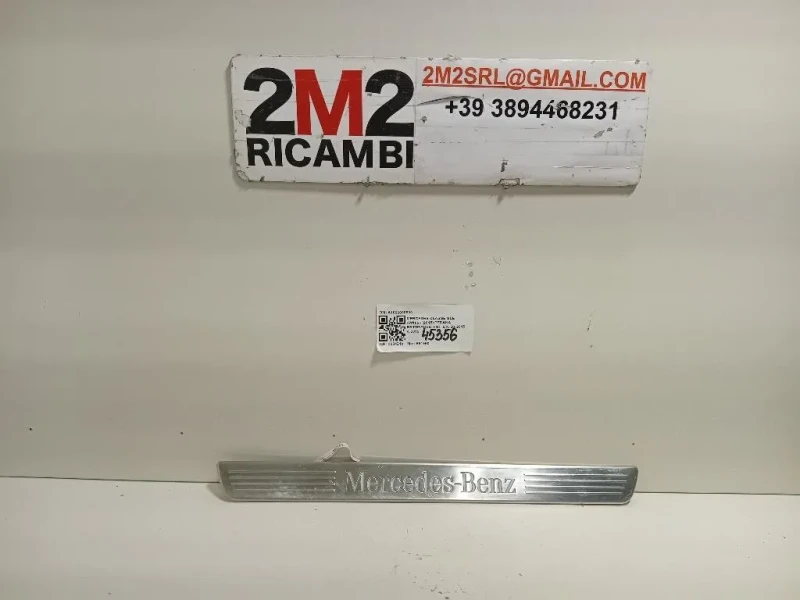 2M2
RICAMBI
2M2SRL@GMAIL.COM
+39 3894468231
45356
Mercedes-Benz